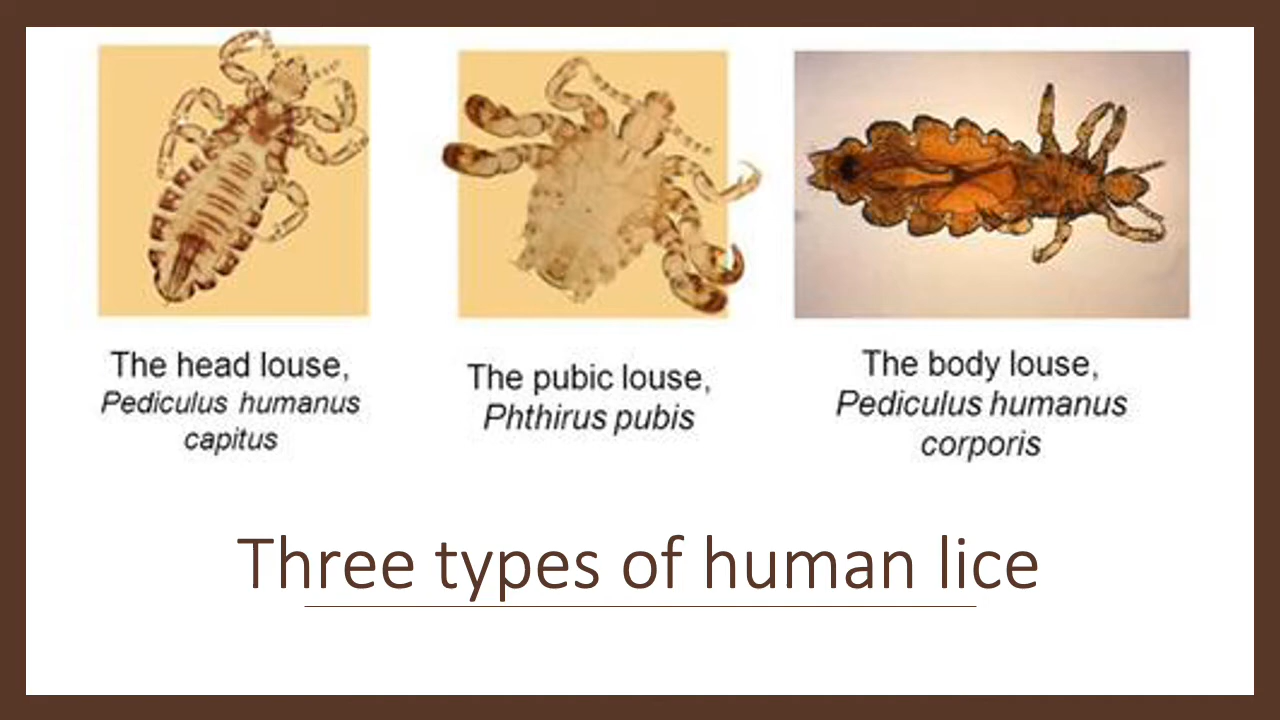 The head louse,
Pediculus humanus
capitus
The pubic louse,
Phthirus pubis
The body louse,
Pediculus humanus
corporis
Three types of human lice